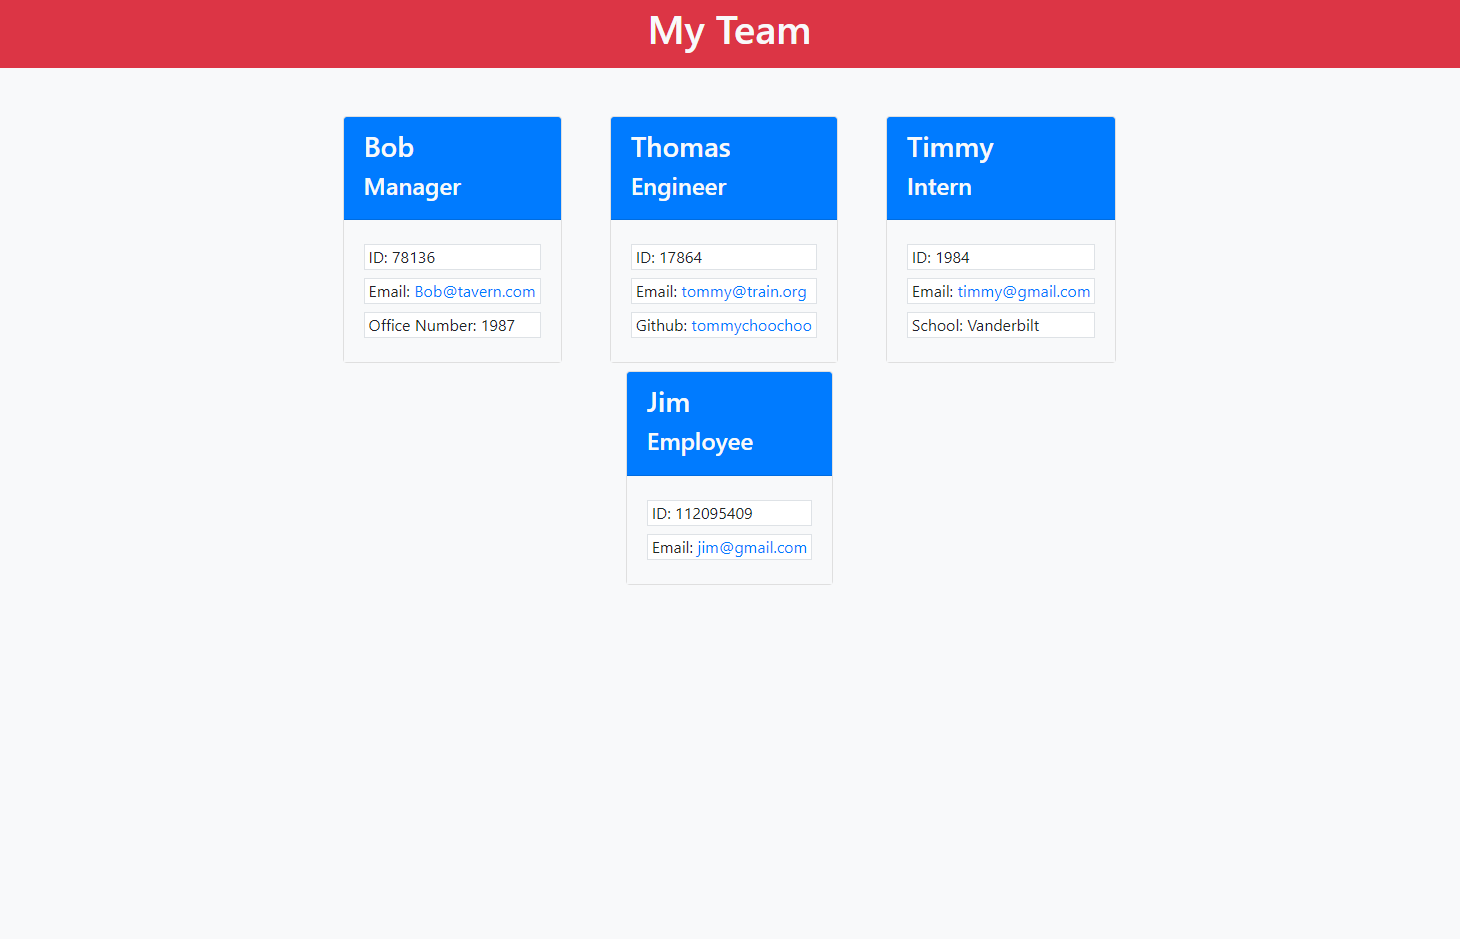 My Team
Bob
Manager
ID: 78136
Email: Bob@tavern.com
Office Number: 1987
Thomas
Engineer
ID: 17864
Email: tommy@train.org
Github: tommychoochoo
Timmy
Intern
ID: 1984
Email: timmy@gmail.com
School: Vanderbilt
Jim
Employee
ID: 112095409
Email: jim@gmail.com